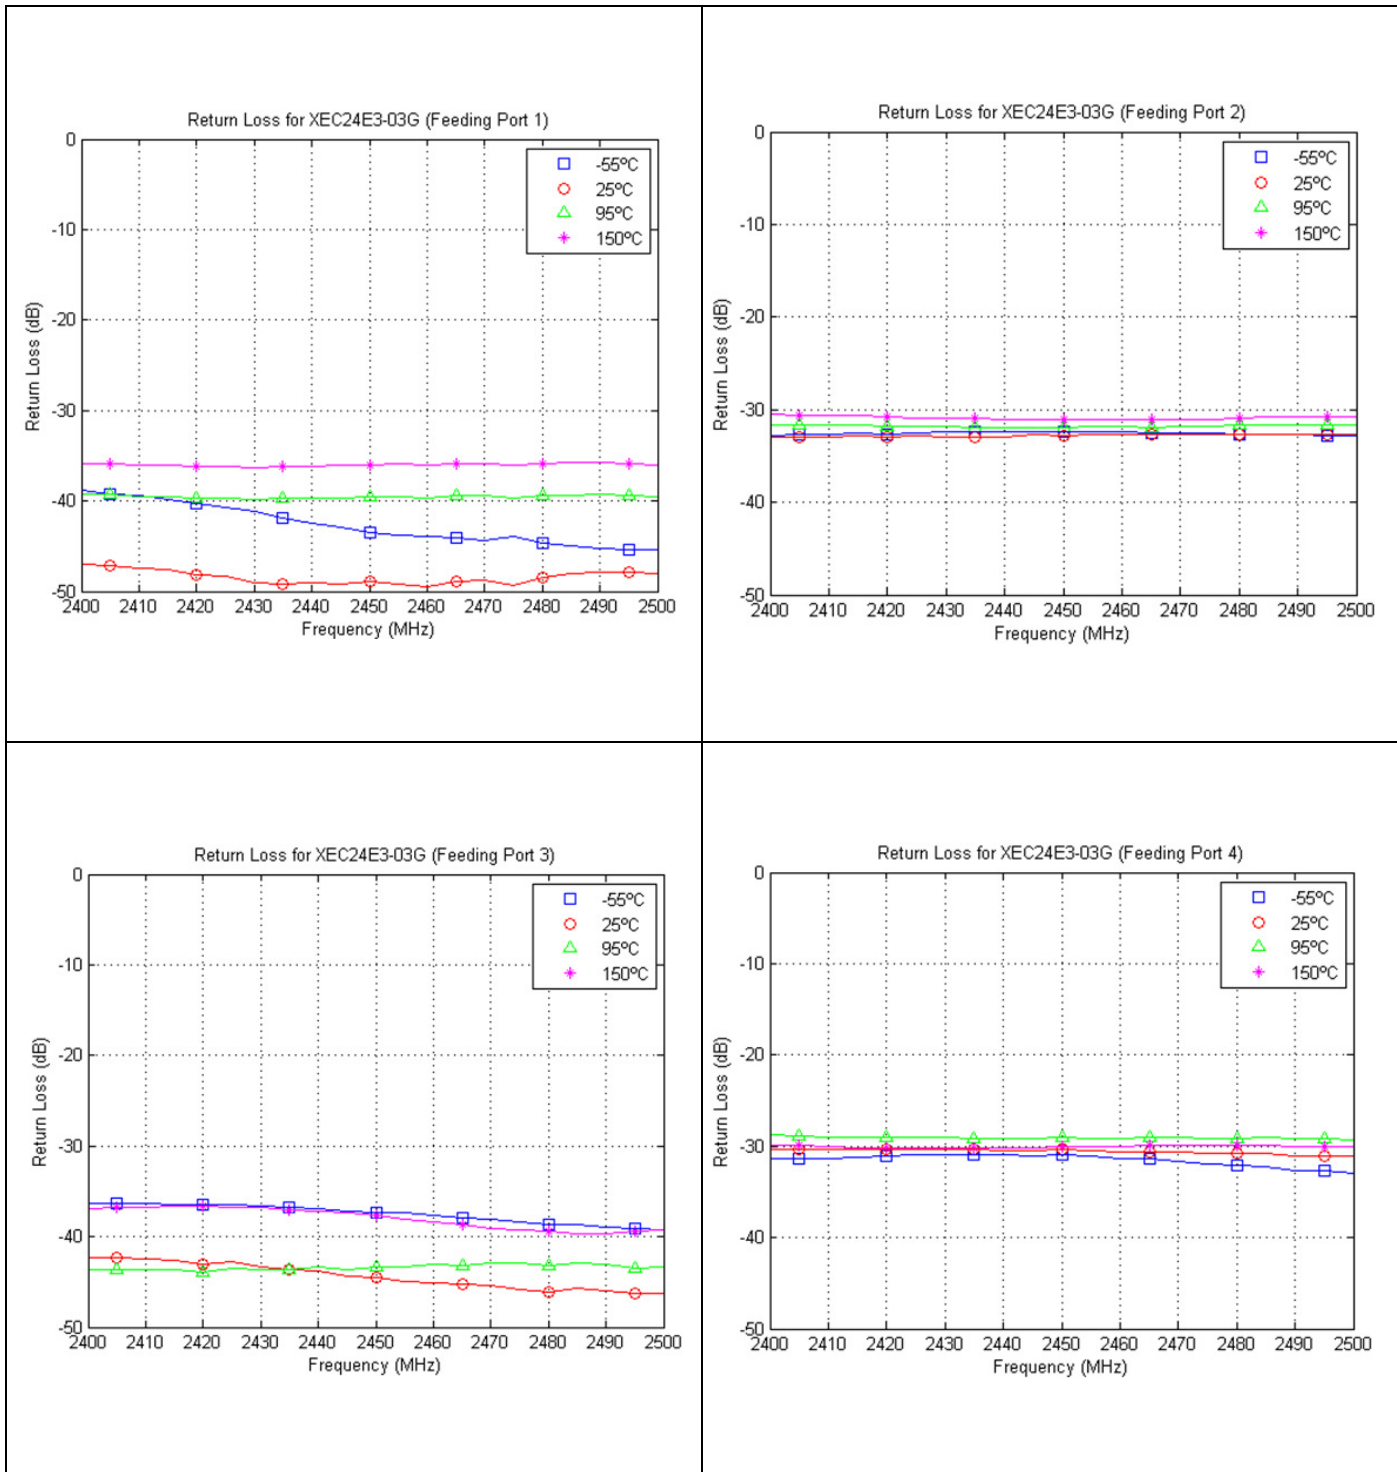 Return Loss for XEC24E3-03G (Feeding Port 1)
0
-10
-20
-30
-40
-50
Return Loss (dB)
-55ºC
25ºC
95ºC
150ºC
2400 2410 2420 2430 2440 2450 2460 2470 2480 2490 2500
Frequency (MHz)
Return Loss for XEC24E3-03G (Feeding Port 2)
0
-10
-20
-30
-40
-50
Return Loss (dB)
-55ºC
25ºC
95ºC
150ºC
2400 2410 2420 2430 2440 2450 2460 2470 2480 2490 2500
Frequency (MHz)
Return Loss for XEC24E3-03G (Feeding Port 3)
0
-10
-20
-30
-40
-50
Return Loss (dB)
-55ºC
25ºC
95ºC
150ºC
2400 2410 2420 2430 2440 2450 2460 2470 2480 2490 2500
Frequency (MHz)
Return Loss for XEC24E3-03G (Feeding Port 4)
0
-10
-20
-30
-40
-50
Return Loss (dB)
-55ºC
25ºC
95ºC
150ºC
2400 2410 2420 2430 2440 2450 2460 2470 2480 2490 2500
Frequency (MHz)